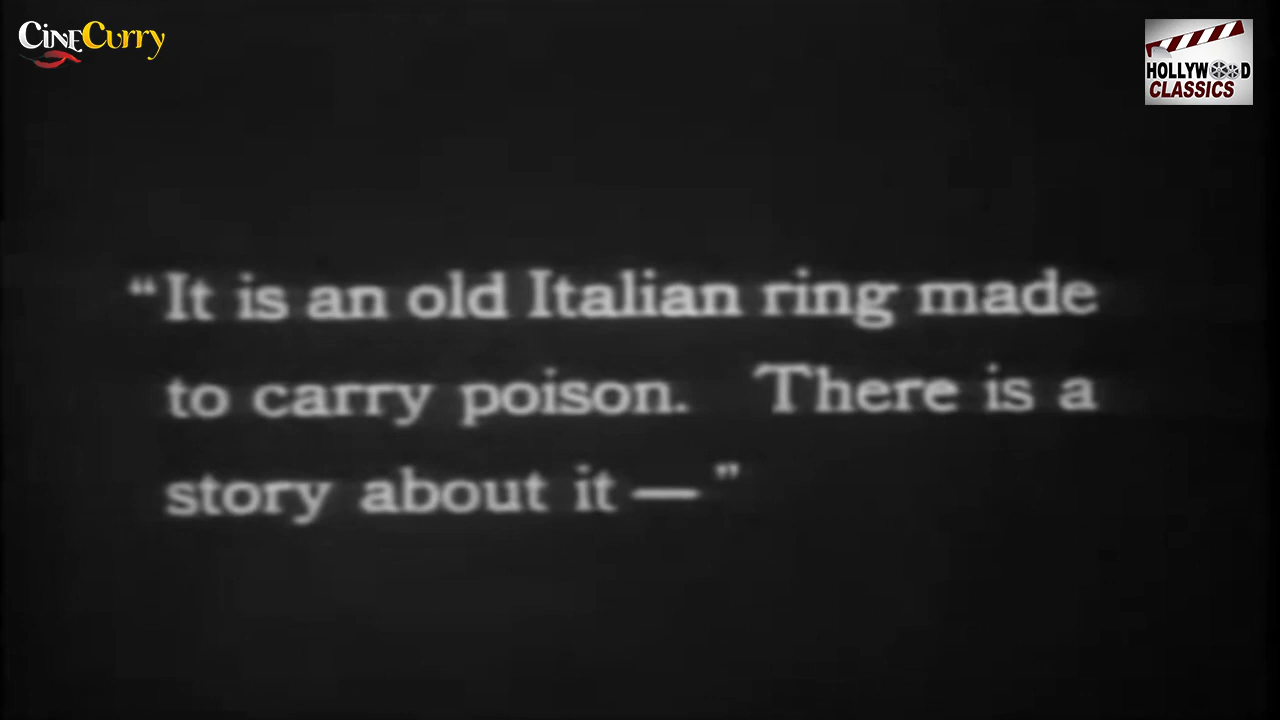 CINECURRY
HOLLYWOOD
CLASSICS
“It is an old Italian ring made
to carry poison. There is a
story about it—”